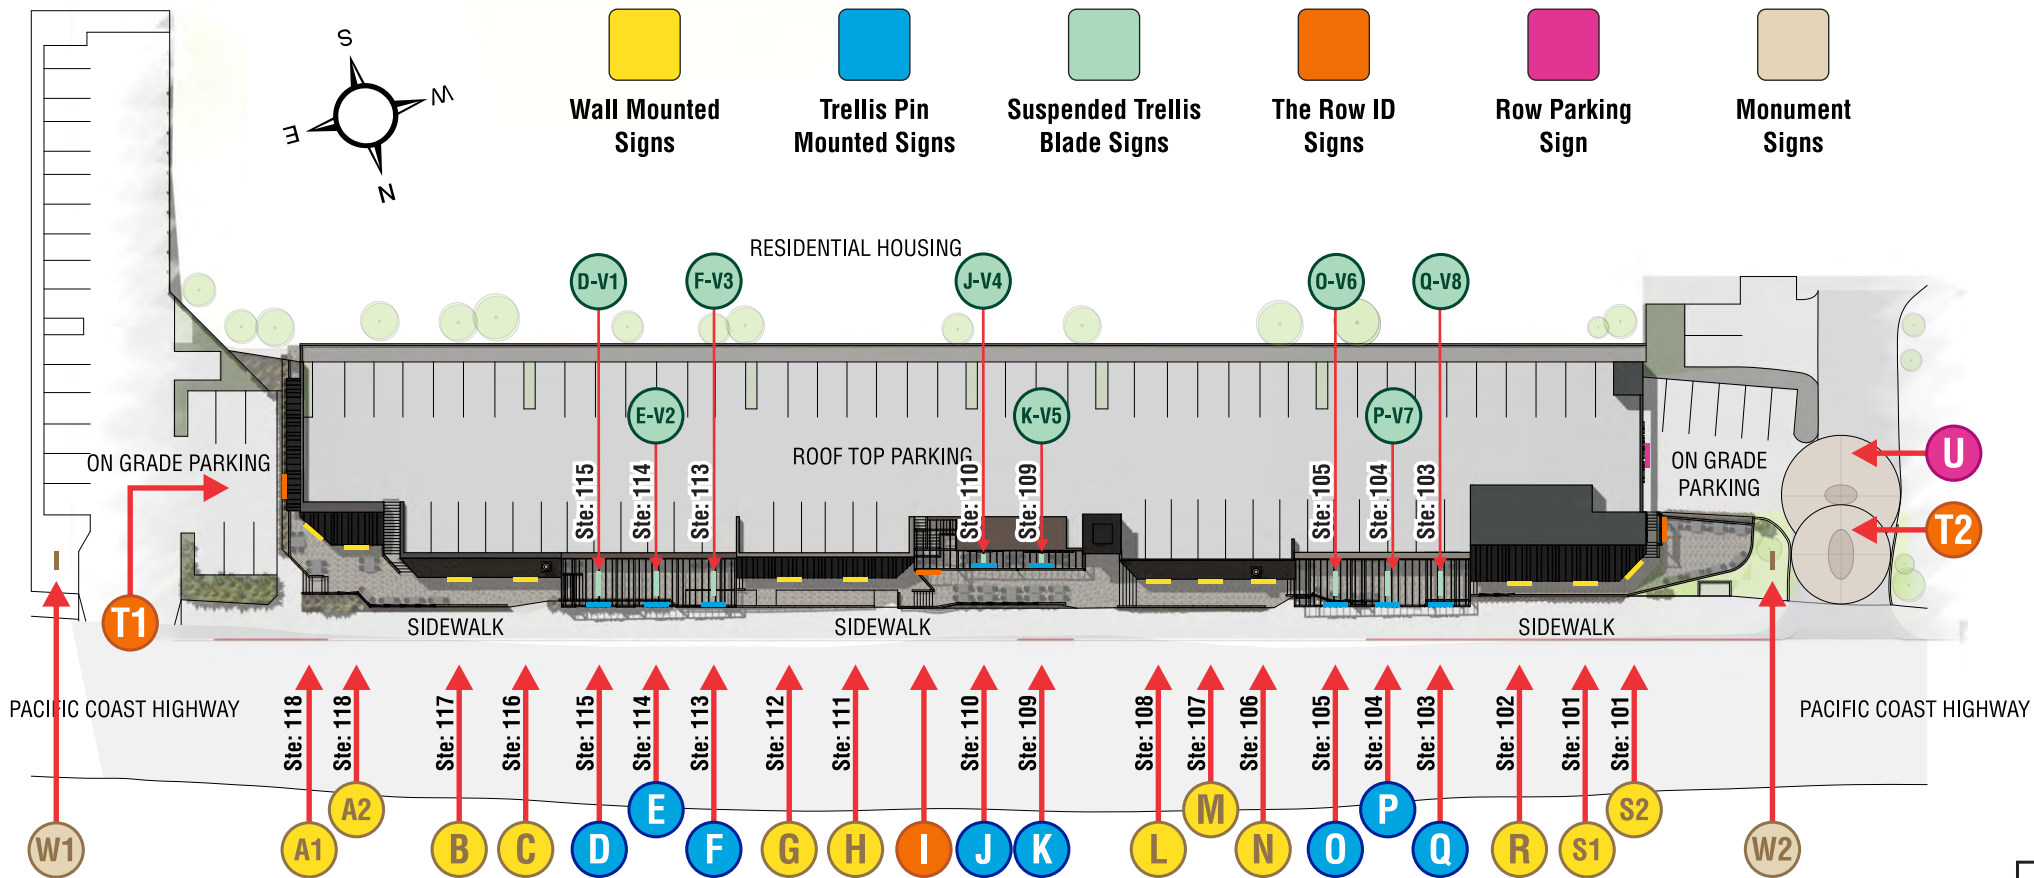 S
W
E
N
Wall Mounted
Signs
Trellis Pin
Mounted Signs
Suspended Trellis
Blade Signs
The Row ID
Signs
Row Parking
Sign
Monument
Signs
RESIDENTIAL HOUSING
D-V1
F-V3
J-V4
O-V6
Q-V8
E-V2
K-V5
P-V7
ON GRADE PARKING
ROOF TOP PARKING
ON GRADE
PARKING
U
T2
T1
Ste: 115
Ste: 114
Ste: 113
Ste: 110
Ste: 109
Ste: 105
Ste: 104
Ste: 103
SIDEWALK
SIDEWALK
SIDEWALK
PACIFIC COAST HIGHWAY
PACIFIC COAST HIGHWAY
Ste: 118
Ste: 118
Ste: 117
Ste: 116
Ste: 115
Ste: 114
Ste: 113
Ste: 112
Ste: 111
Ste: 110
Ste: 109
Ste: 108
Ste: 107
Ste: 106
Ste: 105
Ste: 104
Ste: 103
Ste: 102
Ste: 101
Ste: 101
W1
A1
A2
B
C
D
E
F
G
H
I
J
K
L
M
N
O
P
Q
R
S1
S2
W2